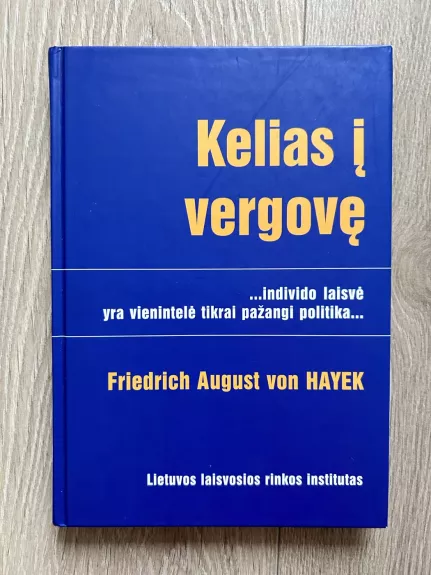 Kelias į
vergovę
...individo laisvė
yra vienintelė tikrai pažangi politika...
Friedrich August von HAYEK
Lietuvos laisvosios rinkos institutas